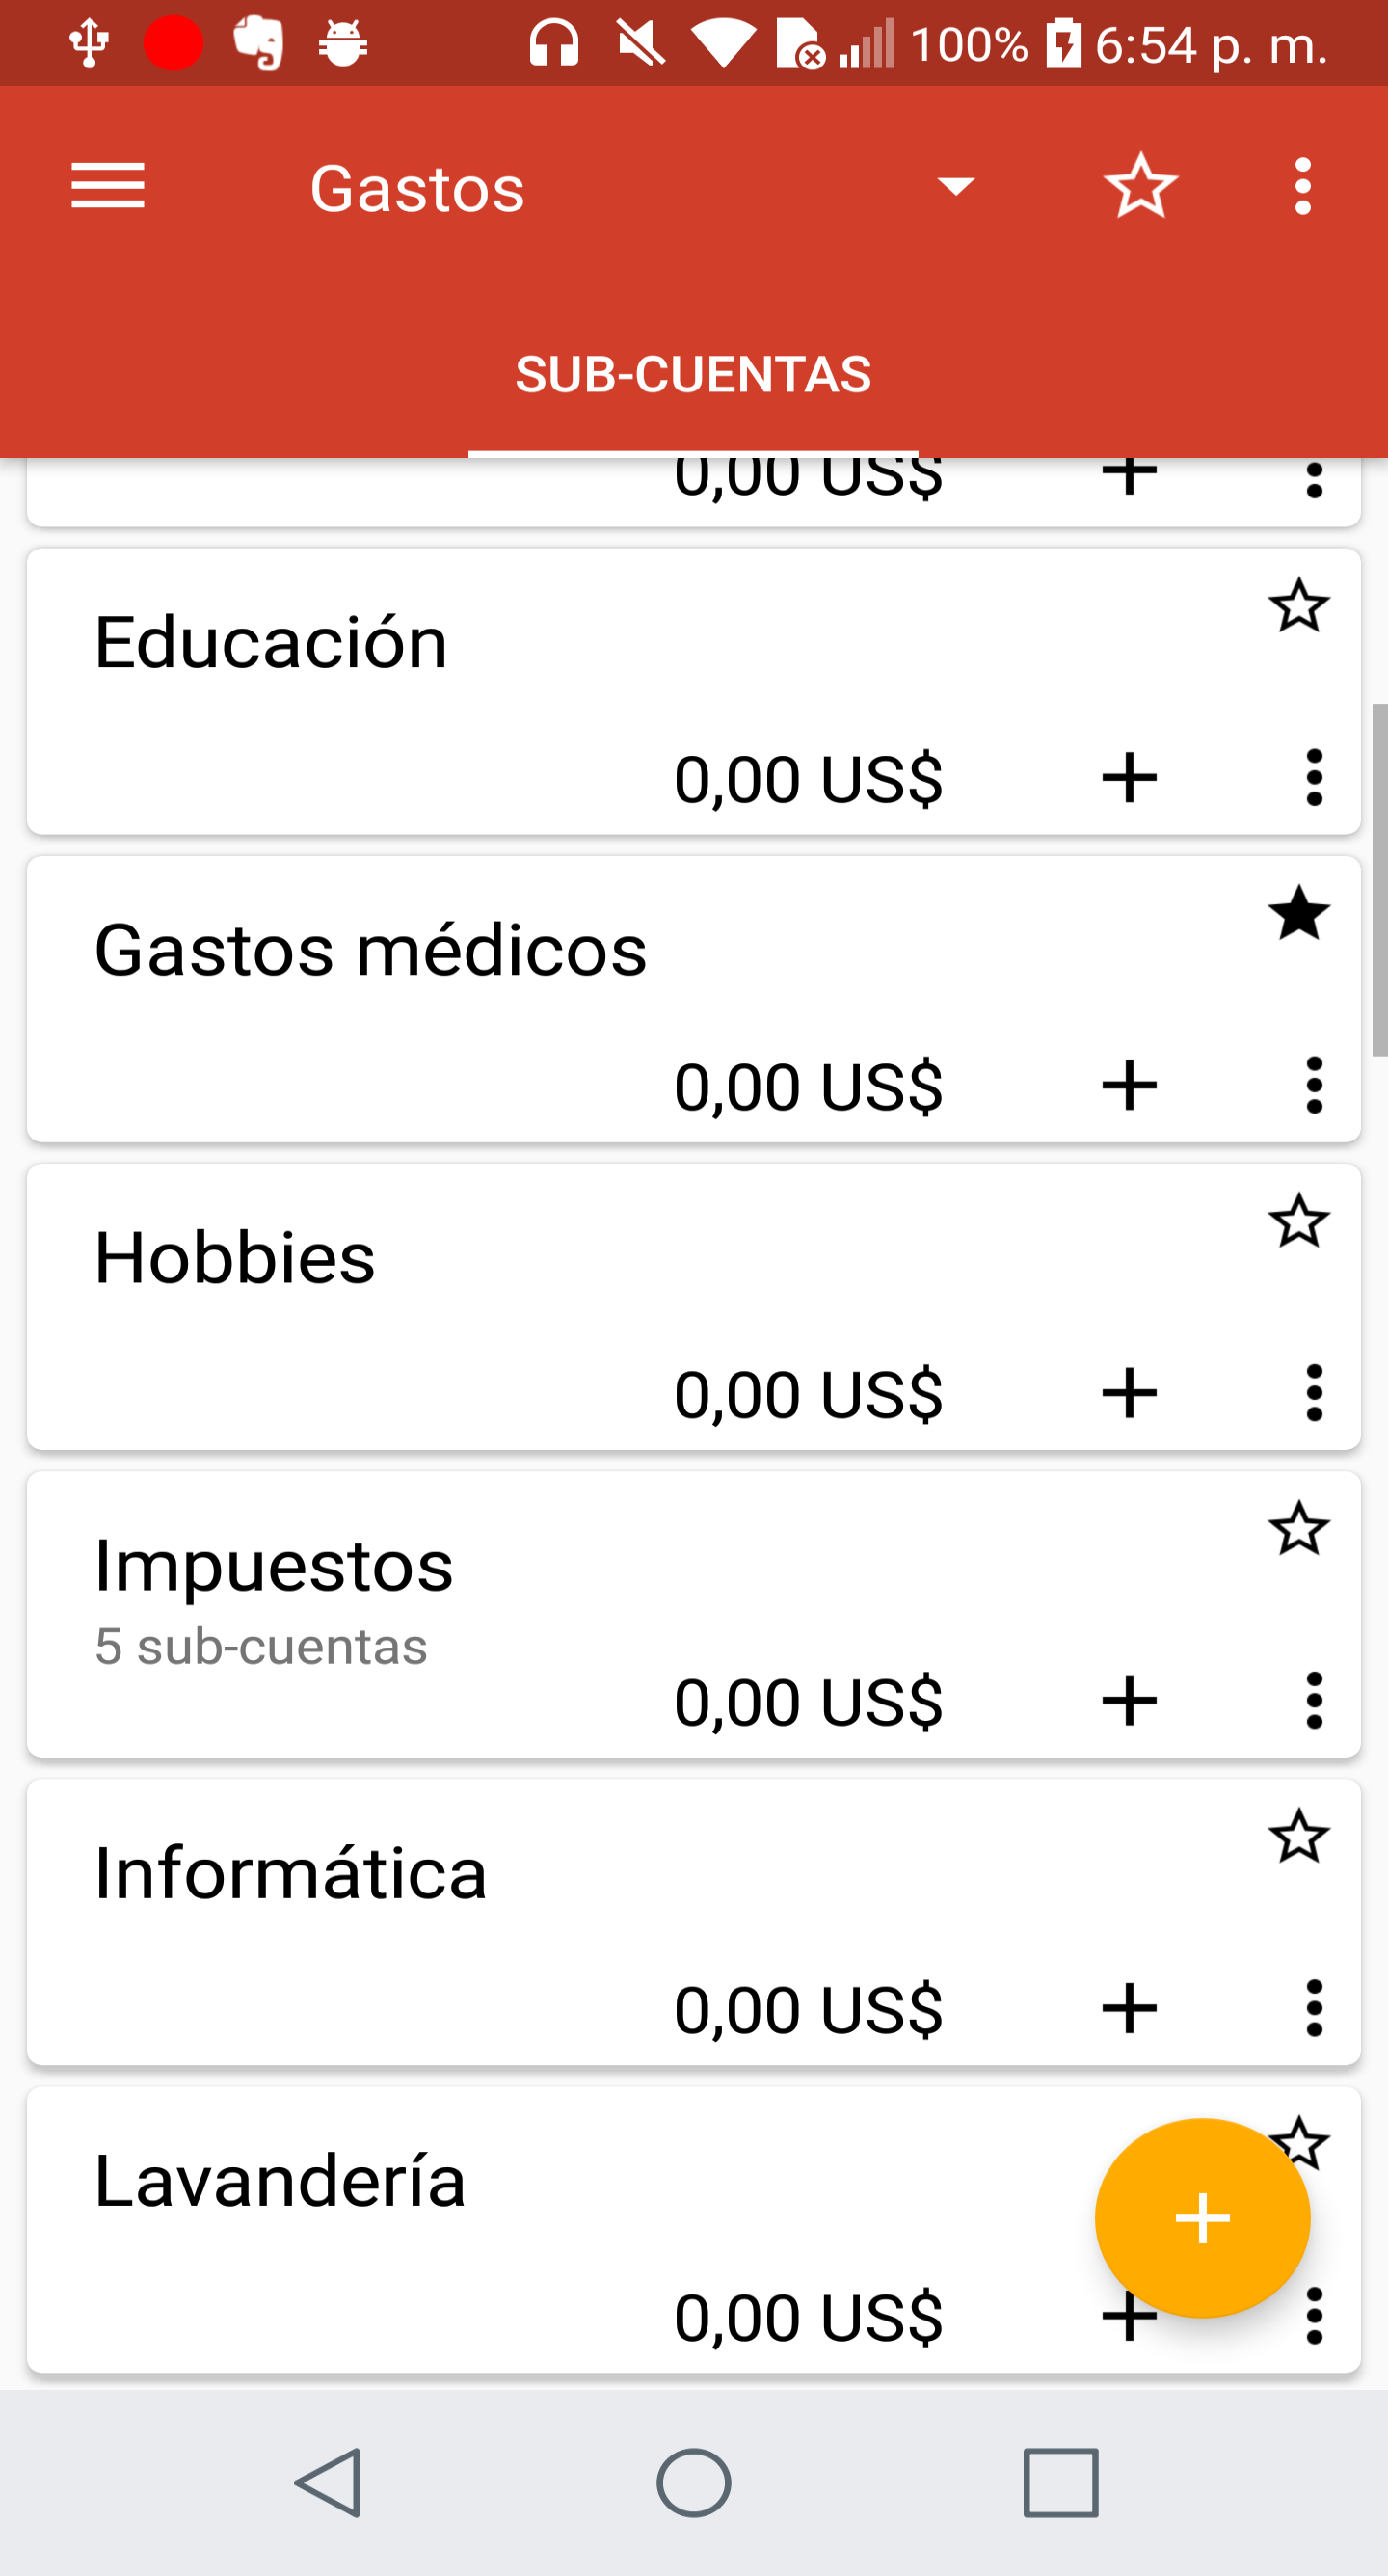 100% 6:54 p. m.
Gastos
SUB-CUENTAS
0,00 US$
Educación
0,00 US$
Gastos médicos
0,00 US$
Hobbies
0,00 US$
Impuestos
5 sub-cuentas
0,00 US$
Informática
0,00 US$
Lavandería
0,00 US$